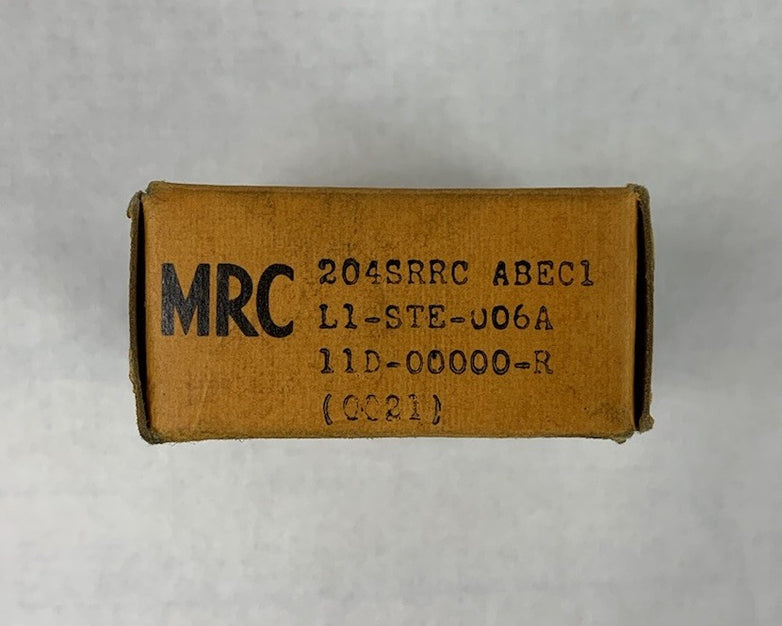 MRC
204SRRC ABEC1
L1-STE-006A
11D-00000-R
(0021)